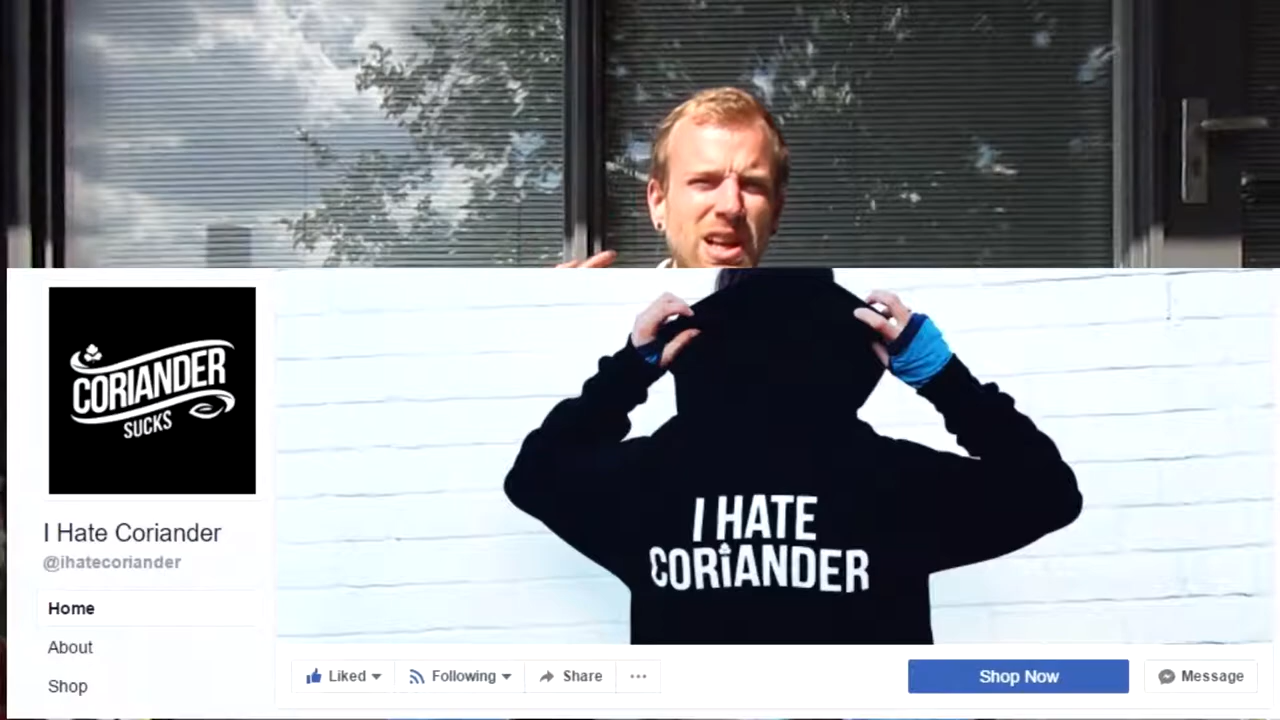 CORIANDER
SUCKS
I Hate Coriander
@ihatecoriander
Home
About
Shop
I HATE
CORIANDER
Liked
Following
Share
Shop Now
Message